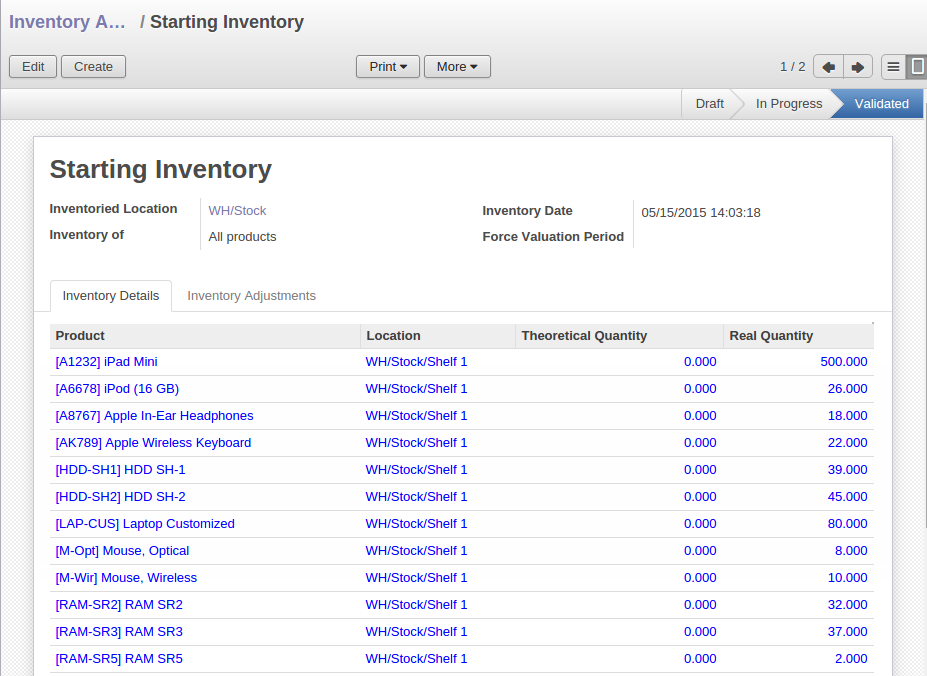 Inventory A... / Starting Inventory
Edit Create Print More 1 / 2
Draft In Progress Validated
Starting Inventory
Inventoried Location WH/Stock Inventory Date 05/15/2015 14:03:18
Inventory of All products Force Valuation Period
Inventory Details Inventory Adjustments
Product Location Theoretical Quantity Real Quantity
[A1232] iPad Mini WH/Stock/Shelf 1 0.000 500.000
[A6678] iPod (16 GB) WH/Stock/Shelf 1 0.000 26.000
[A8767] Apple In-Ear Headphones WH/Stock/Shelf 1 0.000 18.000
[AK789] Apple Wireless Keyboard WH/Stock/Shelf 1 0.000 22.000
[HDD-SH1] HDD SH-1 WH/Stock/Shelf 1 0.000 39.000
[HDD-SH2] HDD SH-2 WH/Stock/Shelf 1 0.000 45.000
[LAP-CUS] Laptop Customized WH/Stock/Shelf 1 0.000 80.000
[M-Opt] Mouse, Optical WH/Stock/Shelf 1 0.000 8.000
[M-Wir] Mouse, Wireless WH/Stock/Shelf 1 0.000 10.000
[RAM-SR2] RAM SR2 WH/Stock/Shelf 1 0.000 32.000
[RAM-SR3] RAM SR3 WH/Stock/Shelf 1 0.000 37.000
[RAM-SR5] RAM SR5 WH/Stock/Shelf 1 0.000 2.000